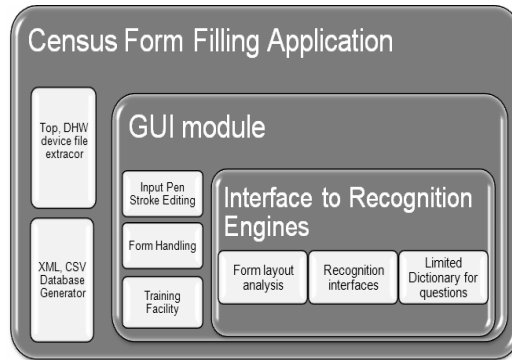 Census Form Filling Application
Top, DHW
device file
extracor
XML, CSV
Database
Generator
GUI module
Input Pen
Stroke Editing
Form Handling
Training
Facility
Interface to Recognition
Engines
Form layout
analysis
Recognition
interfaces
Limited
Dictionary for
questions